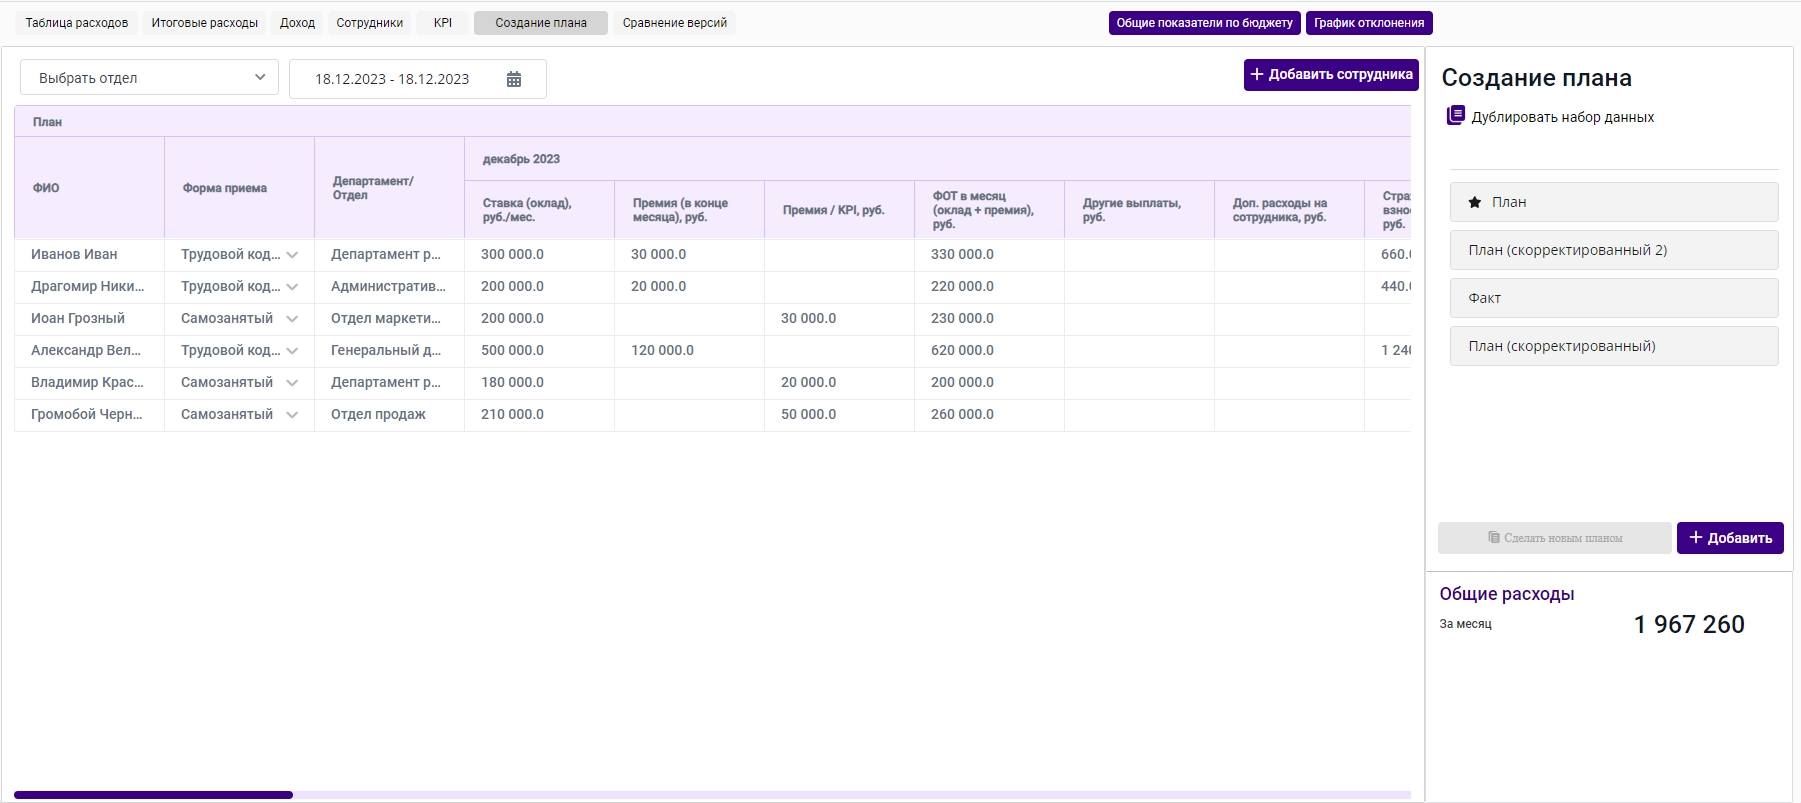 Таблица расходов
Итоговые расходы
Доход
Сотрудники
KPI
Создание плана
Сравнение версий
Общие показатели по бюджету
График отклонения
Выбрать отдел
18.12.2023 - 18.12.2023
Добавить сотрудника
План
ФИО
Форма приема
Департамент/
Отдел
декабрь 2023
Ставка (оклад),
руб./мес.
Премия (в конце
месяца), руб.
Премия / KPI, руб.
ФОТ в месяц
(оклад + премия),
руб.
Другие выплаты,
руб.
Доп. расходы на
сотрудника, руб.
Стра
взно
руб.
Иванов Иван Трудовой код... Департамент р... 300 000.0 30 000.0 330 000.0 660.
Драгомир Ники... Трудовой код... Административ... 200 000.0 20 000.0 220 000.0 440.
Иоан Грозный Самозанятый Отдел маркети... 200 000.0 30 000.0 230 000.0
Александр Вел... Трудовой код... Генеральный д... 500 000.0 120 000.0 620 000.0 1 24
Владимир Крас... Самозанятый Департамент р... 180 000.0 20 000.0 200 000.0
Громобой Черн... Самозанятый Отдел продаж 210 000.0 50 000.0 260 000.0
Создание плана
Дублировать набор данных
План
План (скорректированный 2)
Факт
План (скорректированный)
Сделать новым планом
Добавить
Общие расходы
За месяц 1 967 260